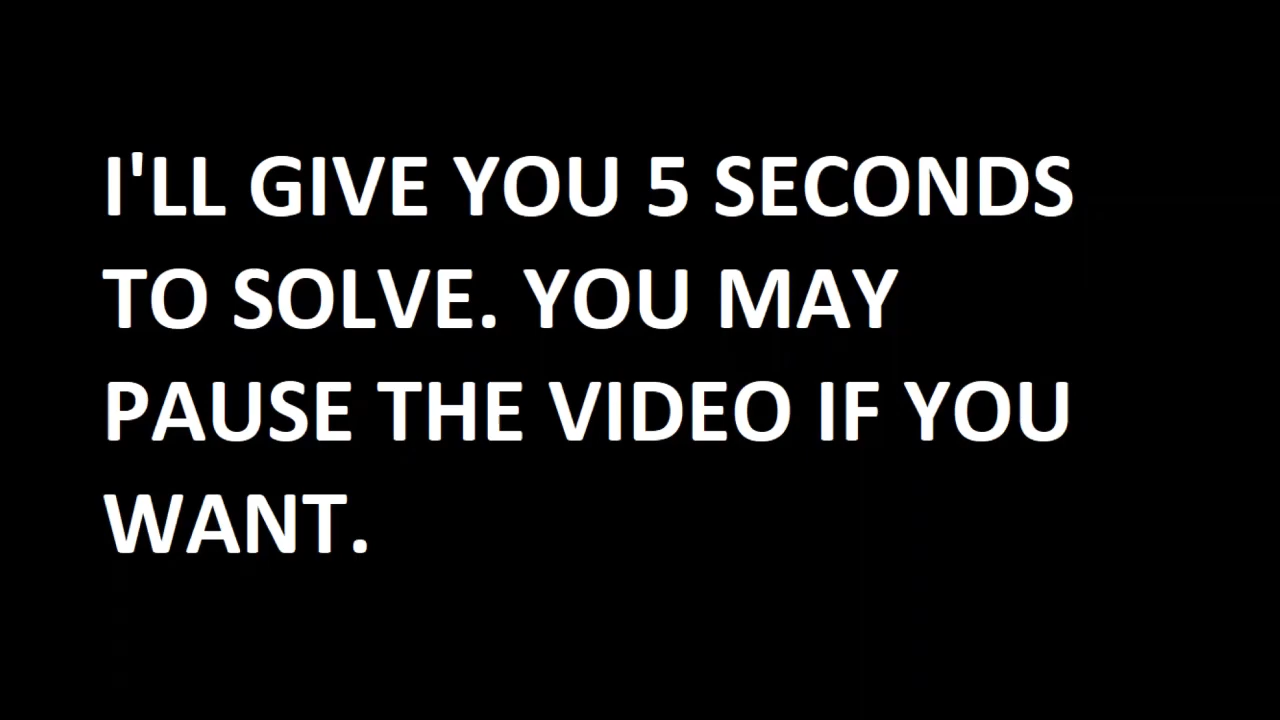 I'LL GIVE YOU 5 SECONDS
TO SOLVE. YOU MAY
PAUSE THE VIDEO IF YOU
WANT.